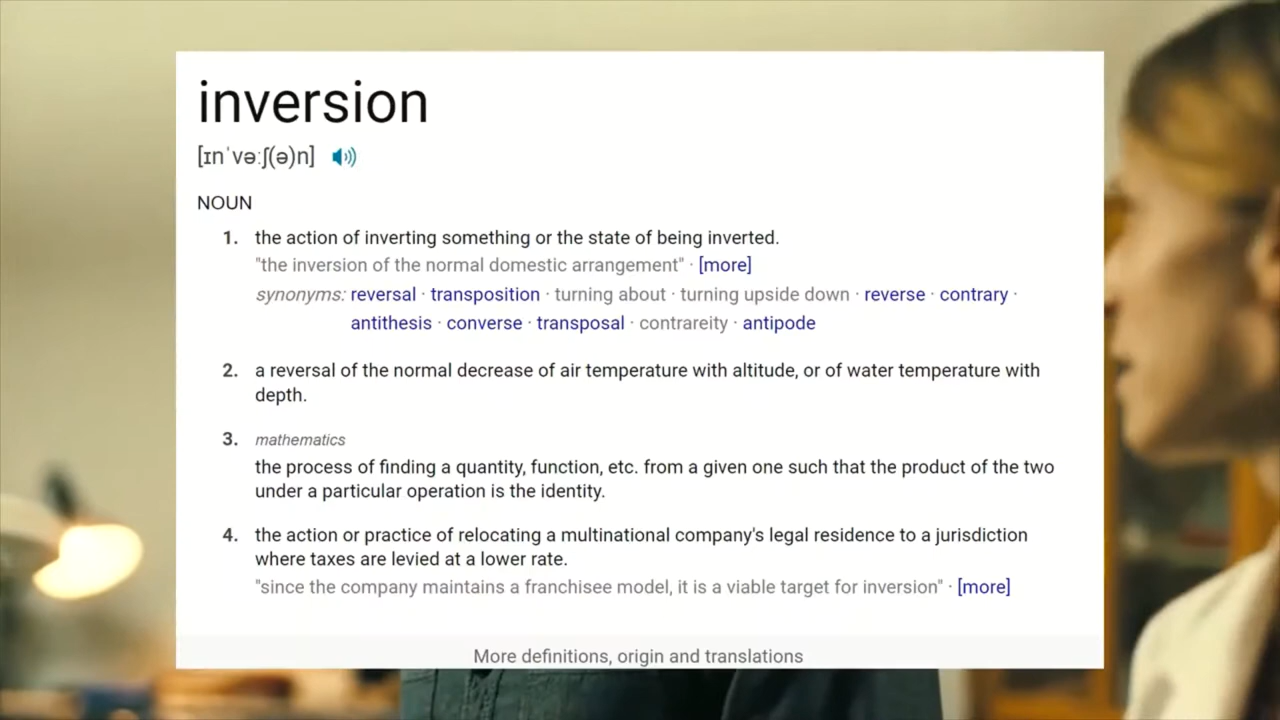 inversion
[ɪnˈvəːʃ(ə)n]
NOUN
1. the action of inverting something or the state of being inverted.
"the inversion of the normal domestic arrangement" · [more]
synonyms: reversal · transposition · turning about · turning upside down · reverse · contrary ·
antithesis · converse · transposal · contrareity · antipode
2. a reversal of the normal decrease of air temperature with altitude, or of water temperature with
depth.
3. mathematics
the process of finding a quantity, function, etc. from a given one such that the product of the two
under a particular operation is the identity.
4. the action or practice of relocating a multinational company's legal residence to a jurisdiction
where taxes are levied at a lower rate.
"since the company maintains a franchisee model, it is a viable target for inversion" · [more]
More definitions, origin and translations